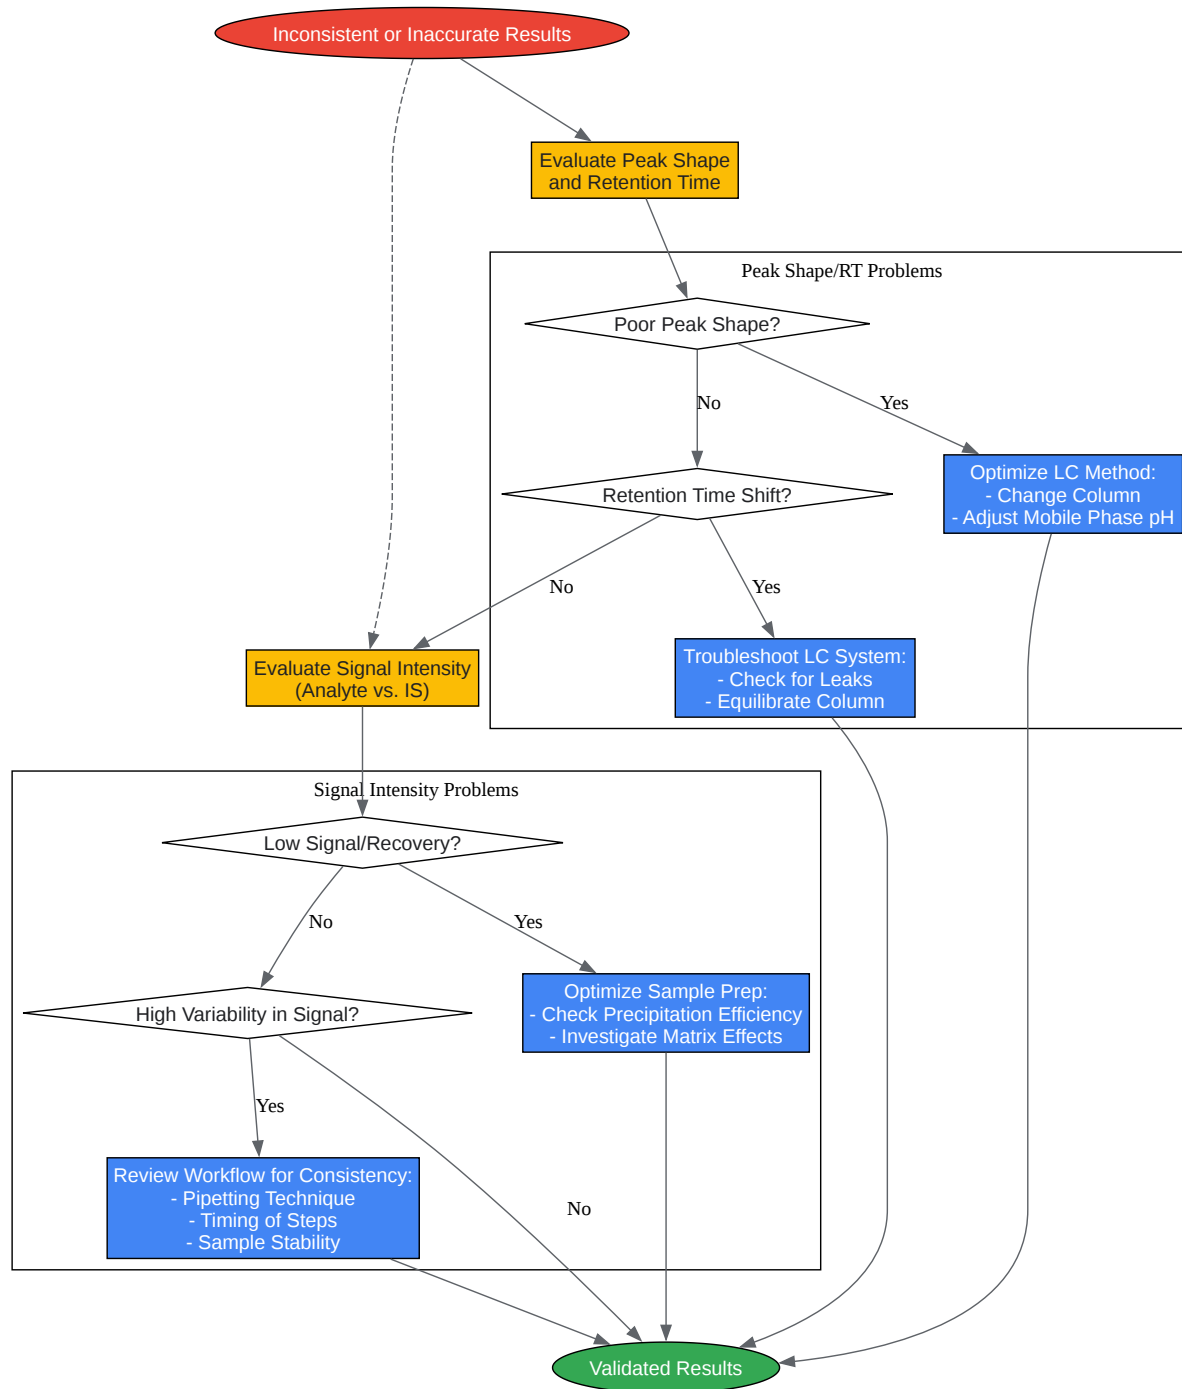 Inconsistent or Inaccurate Results
Evaluate Peak Shape
and Retention Time
Peak Shape/RT Problems
Poor Peak Shape?
No
Yes
Optimize LC Method:
- Change Column
- Adjust Mobile Phase pH
Retention Time Shift?
No
Yes
Troubleshoot LC System:
- Check for Leaks
- Equilibrate Column
Evaluate Signal Intensity
(Analyte vs. IS)
Signal Intensity Problems
Low Signal/Recovery?
No
Yes
Optimize Sample Prep:
- Check Precipitation Efficiency
- Investigate Matrix Effects
High Variability in Signal?
Yes
No
Review Workflow for Consistency:
- Pipetting Technique
- Timing of Steps
- Sample Stability
Validated Results